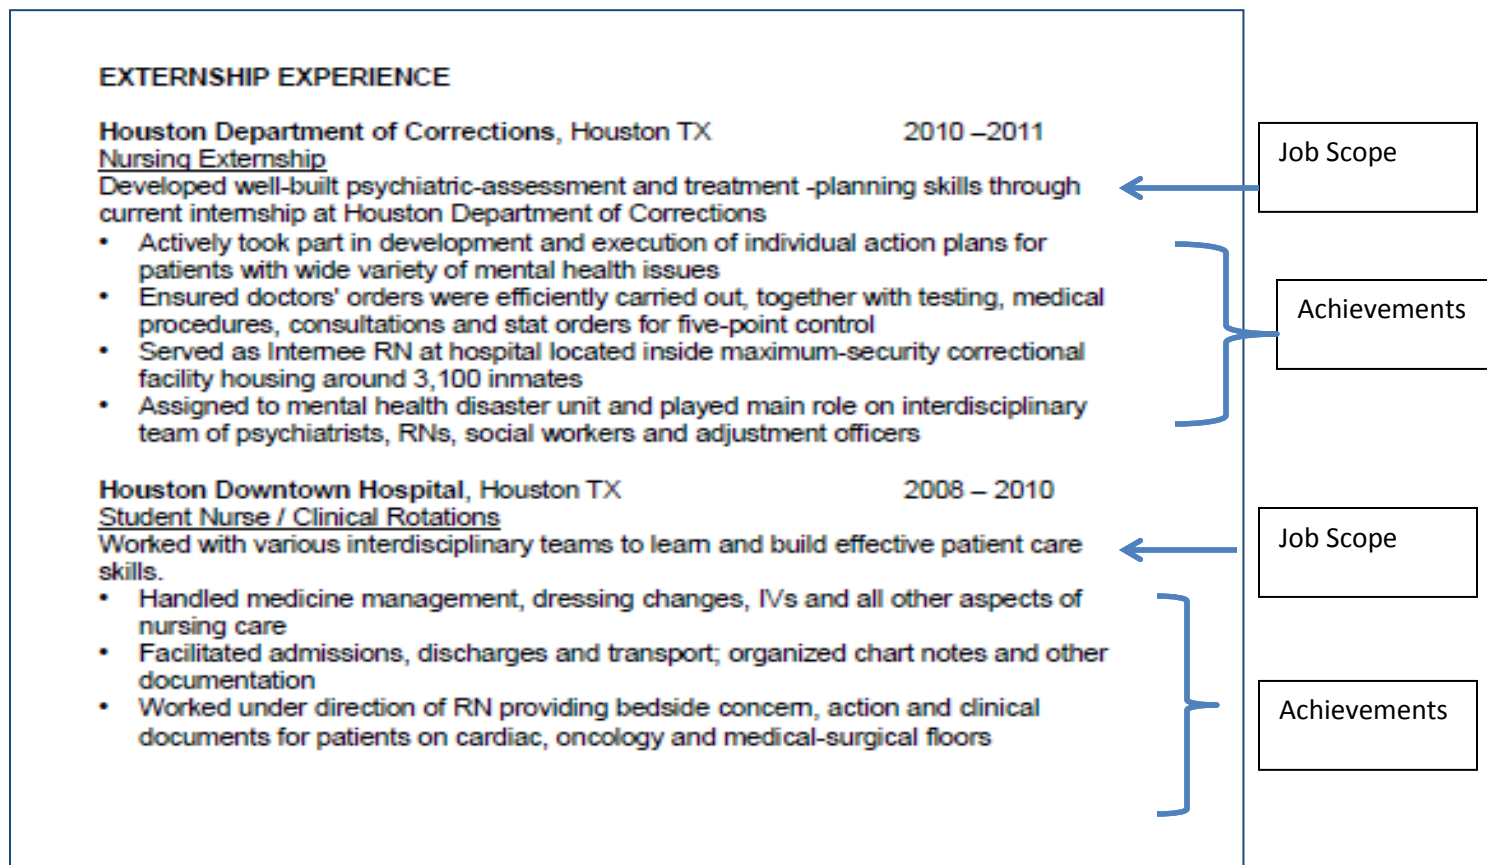 EXTERNSHIP EXPERIENCE
Houston Department of Corrections, Houston TX 2010 –2011
Nursing Externship
Developed well-built psychiatric-assessment and treatment -planning skills through
current internship at Houston Department of Corrections
• Actively took part in development and execution of individual action plans for
patients with wide variety of mental health issues
• Ensured doctors' orders were efficiently carried out, together with testing, medical
procedures, consultations and stat orders for five-point control
• Served as Internee RN at hospital located inside maximum-security correctional
facility housing around 3,100 inmates
• Assigned to mental health disaster unit and played main role on interdisciplinary
team of psychiatrists, RNs, social workers and adjustment officers
Job Scope
Achievements
Houston Downtown Hospital, Houston TX 2008 – 2010
Student Nurse / Clinical Rotations
Worked with various interdisciplinary teams to learn and build effective patient care
skills.
• Handled medicine management, dressing changes, IVs and all other aspects of
nursing care
• Facilitated admissions, discharges and transport; organized chart notes and other
documentation
• Worked under direction of RN providing bedside concern, action and clinical
documents for patients on cardiac, oncology and medical-surgical floors
Job Scope
Achievements